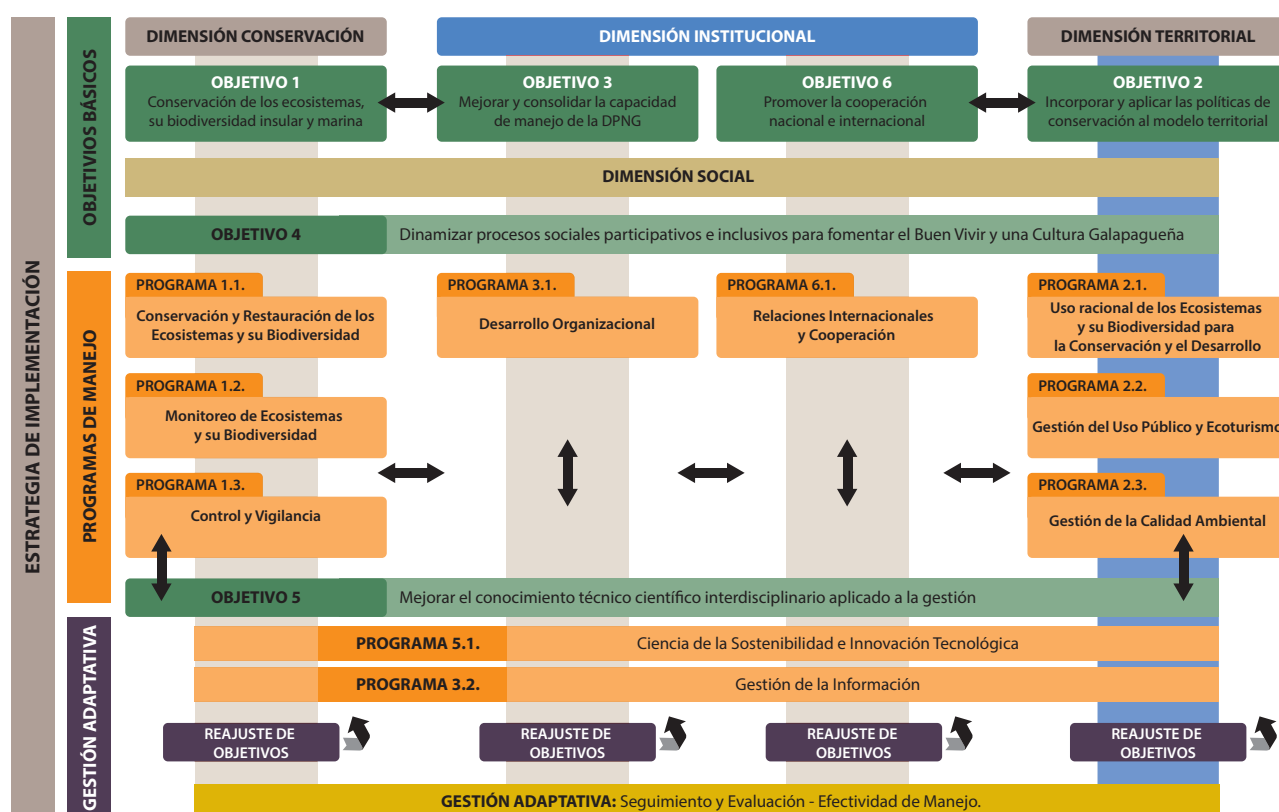 ESTRATEGIA DE IMPLEMENTACIÓN
OBJETIVIOS BÁSICOS
DIMENSIÓN CONSERVACIÓN
DIMENSIÓN INSTITUCIONAL
DIMENSIÓN TERRITORIAL
OBJETIVO 1
Conservación de los ecosistemas,
su biodiversidad insular y marina
OBJETIVO 3
Mejorar y consolidar la capacidad
de manejo de la DPNG
OBJETIVO 6
Promover la cooperación
nacional e internacional
OBJETIVO 2
Incorporar y aplicar las políticas de
conservación al modelo territorial
DIMENSIÓN SOCIAL
OBJETIVO 4 Dinamizar procesos sociales participativos e inclusivos para fomentar el Buen Vivir y una Cultura Galapagueña
PROGRAMAS DE MANEJO
PROGRAMA 1.1.
Conservación y Restauración de los
Ecosistemas y su Biodiversidad
PROGRAMA 3.1.
Desarrollo Organizacional
PROGRAMA 6.1.
Relaciones Internacionales
y Cooperación
PROGRAMA 2.1.
Uso racional de los Ecosistemas
y su Biodiversidad para
la Conservación y el Desarrollo
PROGRAMA 1.2.
Monitoreo de Ecosistemas
y su Biodiversidad
PROGRAMA 2.2.
Gestión del Uso Público y Ecoturismo
PROGRAMA 1.3.
Control y Vigilancia
PROGRAMA 2.3.
Gestión de la Calidad Ambiental
OBJETIVO 5 Mejorar el conocimiento técnico científico interdisciplinario aplicado a la gestión
GESTIÓN ADAPTATIVA
PROGRAMA 5.1. Ciencia de la Sostenibilidad e Innovación Tecnológica
PROGRAMA 3.2. Gestión de la Información
REAJUSTE DE
OBJETIVOS
REAJUSTE DE
OBJETIVOS
REAJUSTE DE
OBJETIVOS
REAJUSTE DE
OBJETIVOS
GESTIÓN ADAPTATIVA: Seguimiento y Evaluación - Efectividad de Manejo.